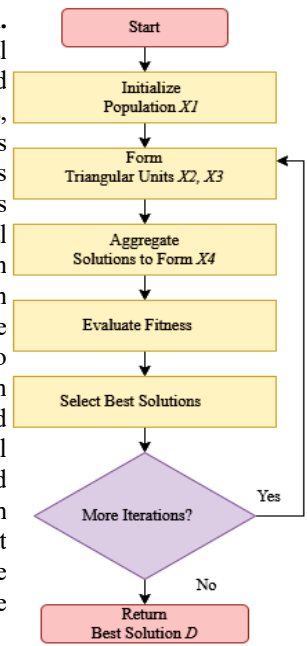 Start
Initialize
Population X1
Form
Triangular Units X2, X3
Aggregate
Solutions to Form X4
Evaluate Fitness
Select Best Solutions
More Iterations?
Yes
No
Return
Best Solution D